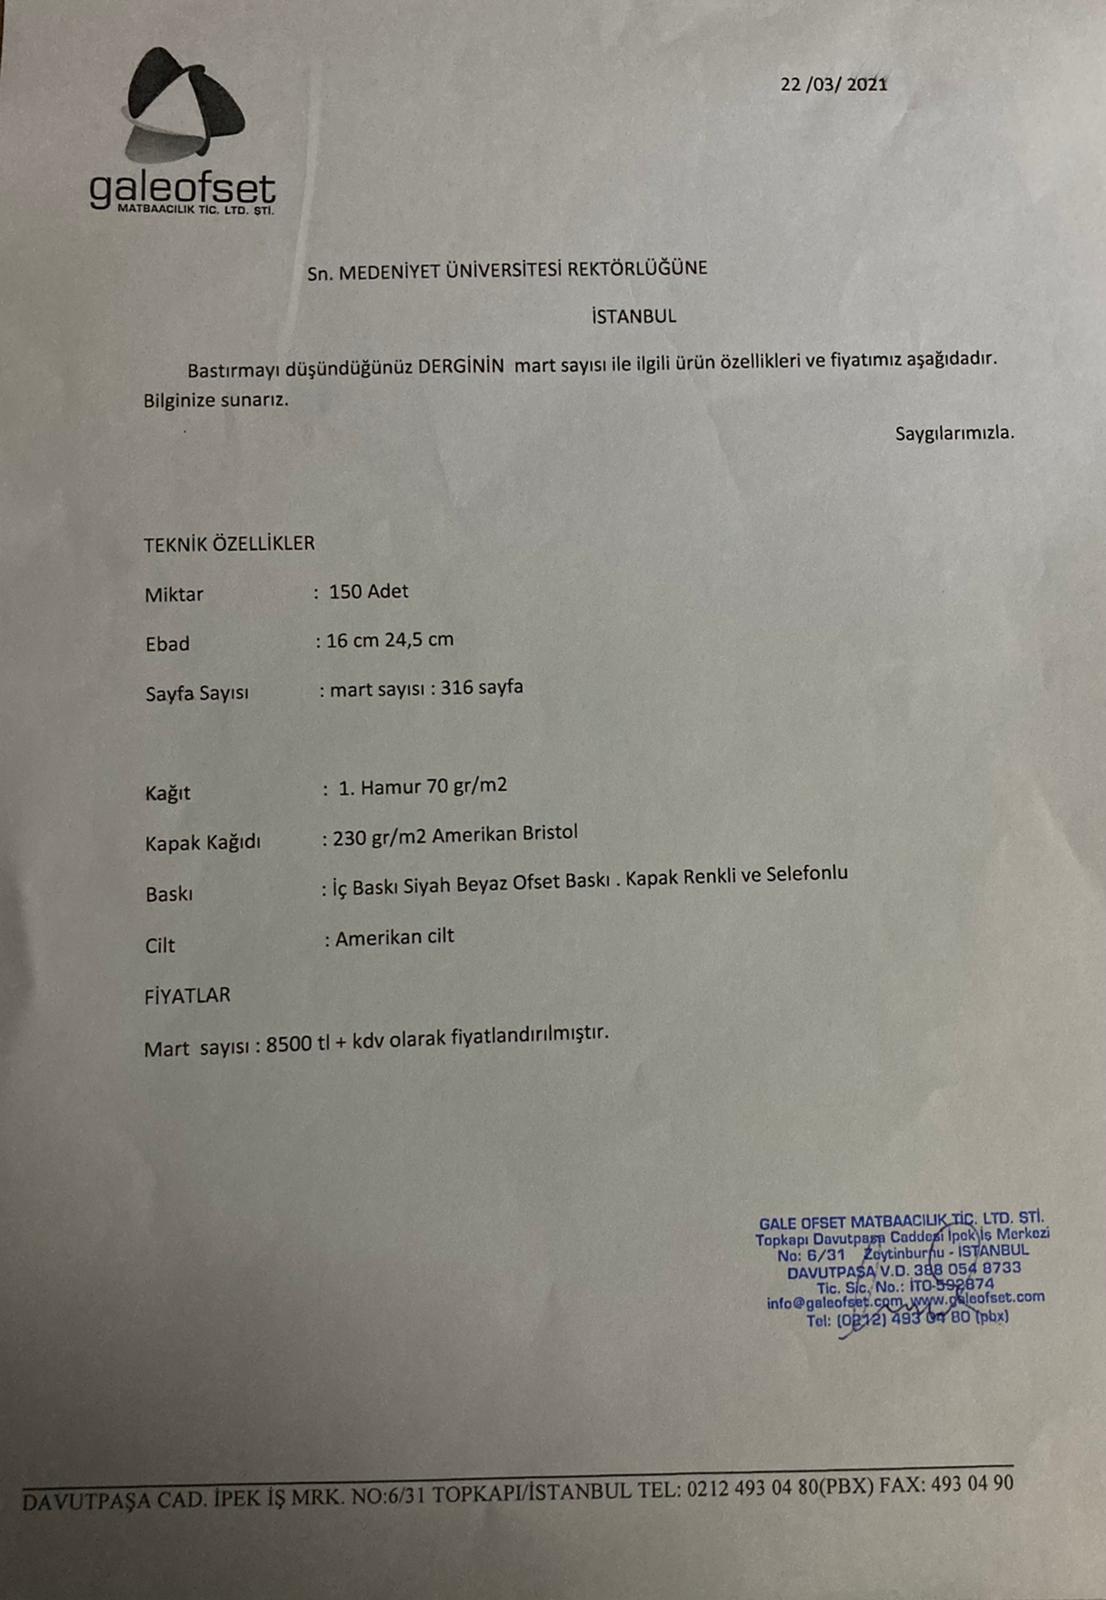 22 /03/ 2021
galeofset
MATBAACILIK TİC. LTD. ŞTİ.
Sn. MEDENİYET ÜNİVERSİTESİ REKTÖRLÜĞÜNE
İSTANBUL
Bastırmayı düşündüğünüz DERGİNİN mart sayısı ile ilgili ürün özellikleri ve fiyatımız aşağıdadır.
Bilginize sunarız.
Saygılarımızla.
TEKNİK ÖZELLİKLER
Miktar : 150 Adet
Ebad : 16 cm 24,5 cm
Sayfa Sayısı : mart sayısı : 316 sayfa
Kağıt : 1. Hamur 70 gr/m2
Kapak Kağıdı : 230 gr/m2 Amerikan Bristol
Baskı : İç Baskı Siyah Beyaz Ofset Baskı . Kapak Renkli ve Selefonlu
Cilt : Amerikan cilt
FİYATLAR
Mart sayısı : 8500 tl + kdv olarak fiyatlandırılmıştır.
GALE OFSET MATBAACILIK TİC. LTD. ŞTİ.
Topkapı Davutpaşa Caddesi İpek İş Merkezi
No: 6/31 Zeytinburnu - İSTANBUL
DAVUTPAŞA V.D. 388 054 8733
Tic. Sic. No.: İTO-592874
info@galeofset.com www.galeofset.com
Tel: (0212) 493 04 80 (pbx)
DAVUTPAŞA CAD. İPEK İŞ MRK. NO:6/31 TOPKAPI/İSTANBUL TEL: 0212 493 04 80(PBX) FAX: 493 04 90